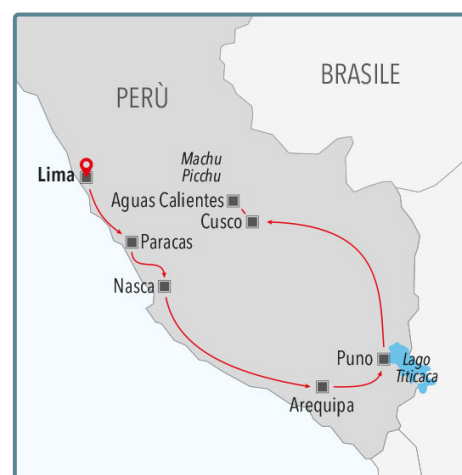 BRASILE
PERÙ
Machu
Picchu
Lima
Aguas Calientes
Cusco
Paracas
Nasca
Puno
Lago
Titicaca
Arequipa